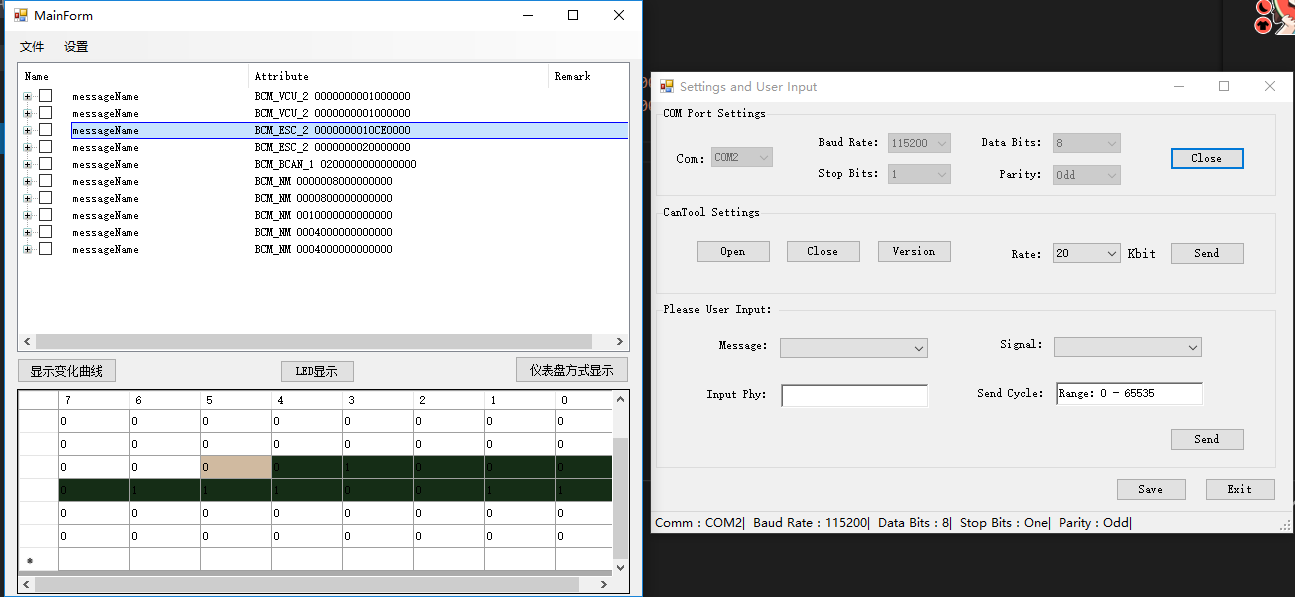 MainForm
文件 设置
Name Attribute Remark
messageName BCM_VCU_2 0000000001000000
messageName BCM_VCU_2 0000000001000000
messageName BCM_ESC_2 0000000010CE0000
messageName BCM_ESC_2 0000000020000000
messageName BCM_BCAN_1 0200000000000000
messageName BCM_NM 0000008000000000
messageName BCM_NM 0000800000000000
messageName BCM_NM 0010000000000000
messageName BCM_NM 0004000000000000
messageName BCM_NM 0004000000000000
显示变化曲线 LED显示 仪表盘方式显示
7 6 5 4 3 2 1 0
0 0 0 0 0 0 0 0
0 0 0 0 0 0 0 0
0 0 0 0 1 0 0 0
0 1 1 1 0 0 1 1
0 0 0 0 0 0 0 0
0 0 0 0 0 0 0 0
Settings and User Input
COM Port Settings
Com: COM2 Baud Rate: 115200 Data Bits: 8 Close
Stop Bits: 1 Parity: Odd
CanTool Settings
Open Close Version Rate: 20 Kbit Send
Please User Input:
Message: Signal:
Input Phy: Send Cycle: Range: 0 - 65535
Send
Save Exit
Comm : COM2| Baud Rate : 115200| Data Bits : 8| Stop Bits : One| Parity : Odd|